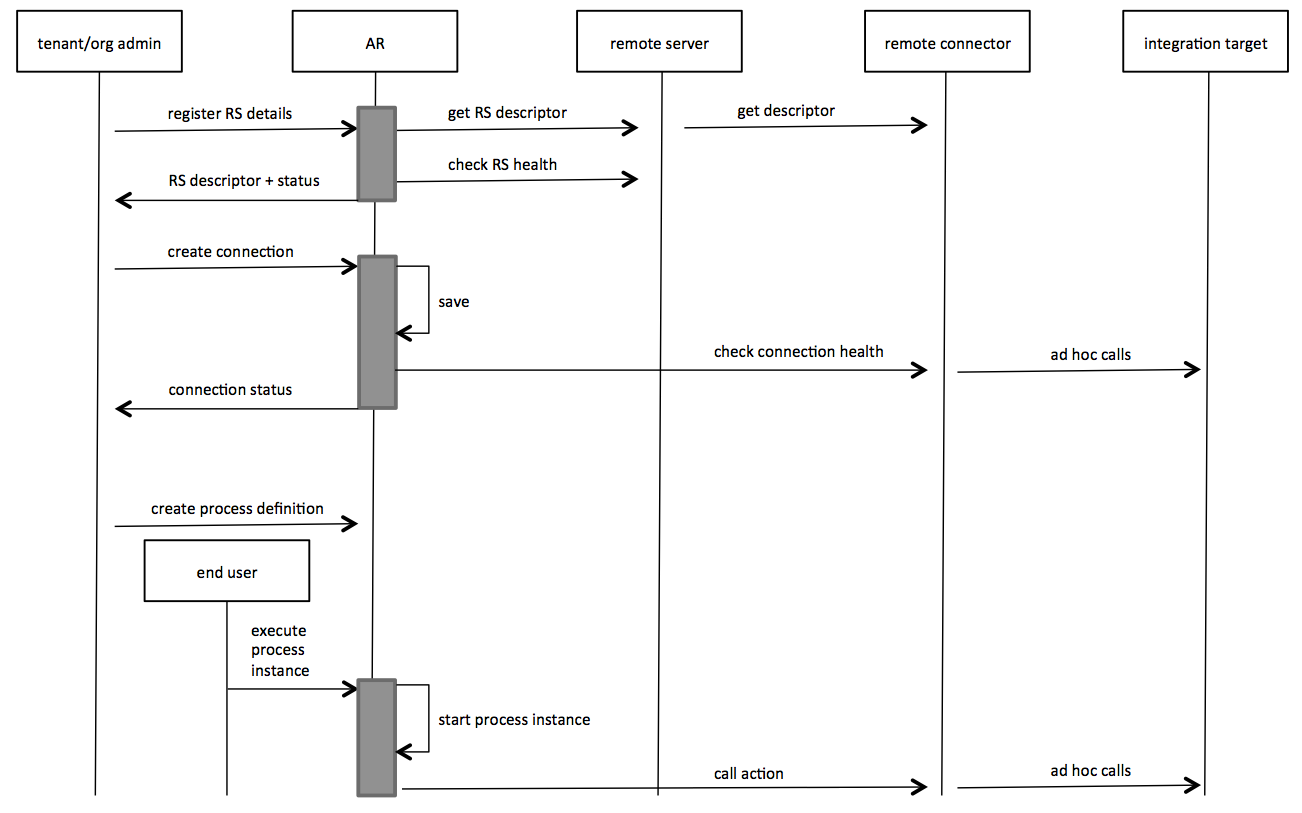 tenant/org admin
AR
remote server
remote connector
integration target
register RS details
get RS descriptor
get descriptor
check RS health
RS descriptor + status
create connection
save
check connection health
ad hoc calls
connection status
create process definition
end user
execute
process
instance
start process instance
call action
ad hoc calls